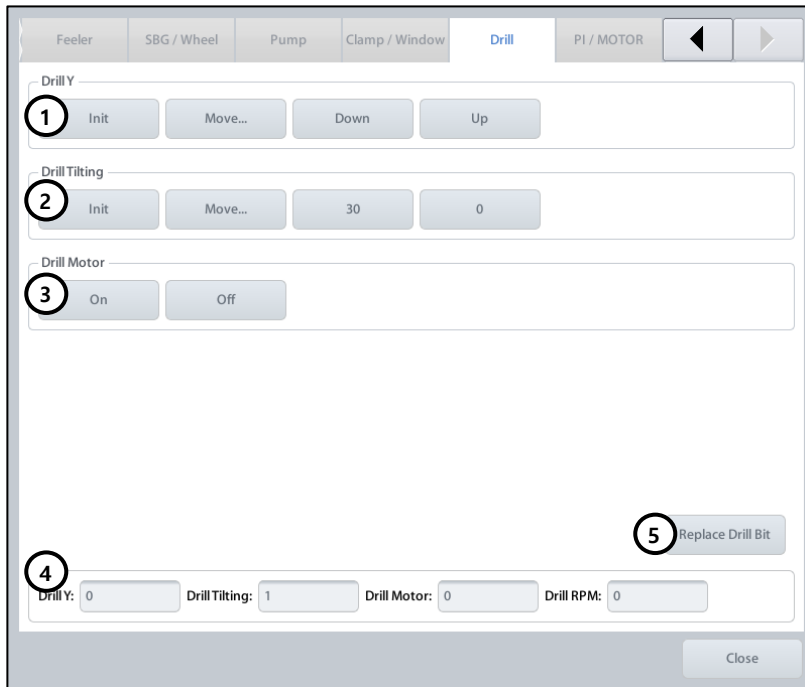 Feeler SBG / Wheel Pump Clamp / Window Drill PI / MOTOR
Drill Y
1 Init Move... Down Up
Drill Tilting
2 Init Move... 30 0
Drill Motor
3 On Off
5 Replace Drill Bit
4
Drill Y: 0 Drill Tilting: 1 Drill Motor: 0 Drill RPM: 0
Close